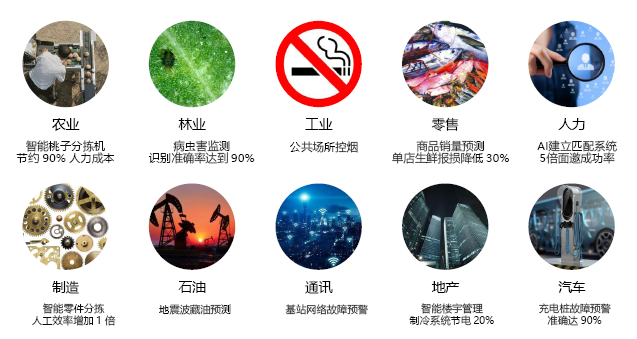 农业
林业
工业
零售
人力
智能桃子分拣机
节约 90% 人力成本
病虫害监测
识别准确率达到 90%
公共场所控烟
商品销量预测
单店生鲜报损降低 30%
AI建立匹配系统
5倍面邀成功率
制造
石油
通讯
地产
汽车
智能零件分拣
人工效率增加 1 倍
地震波藏油预测
基站网络故障预警
智能楼宇管理
制冷系统节电 20%
充电桩故障预警
准确达 90%